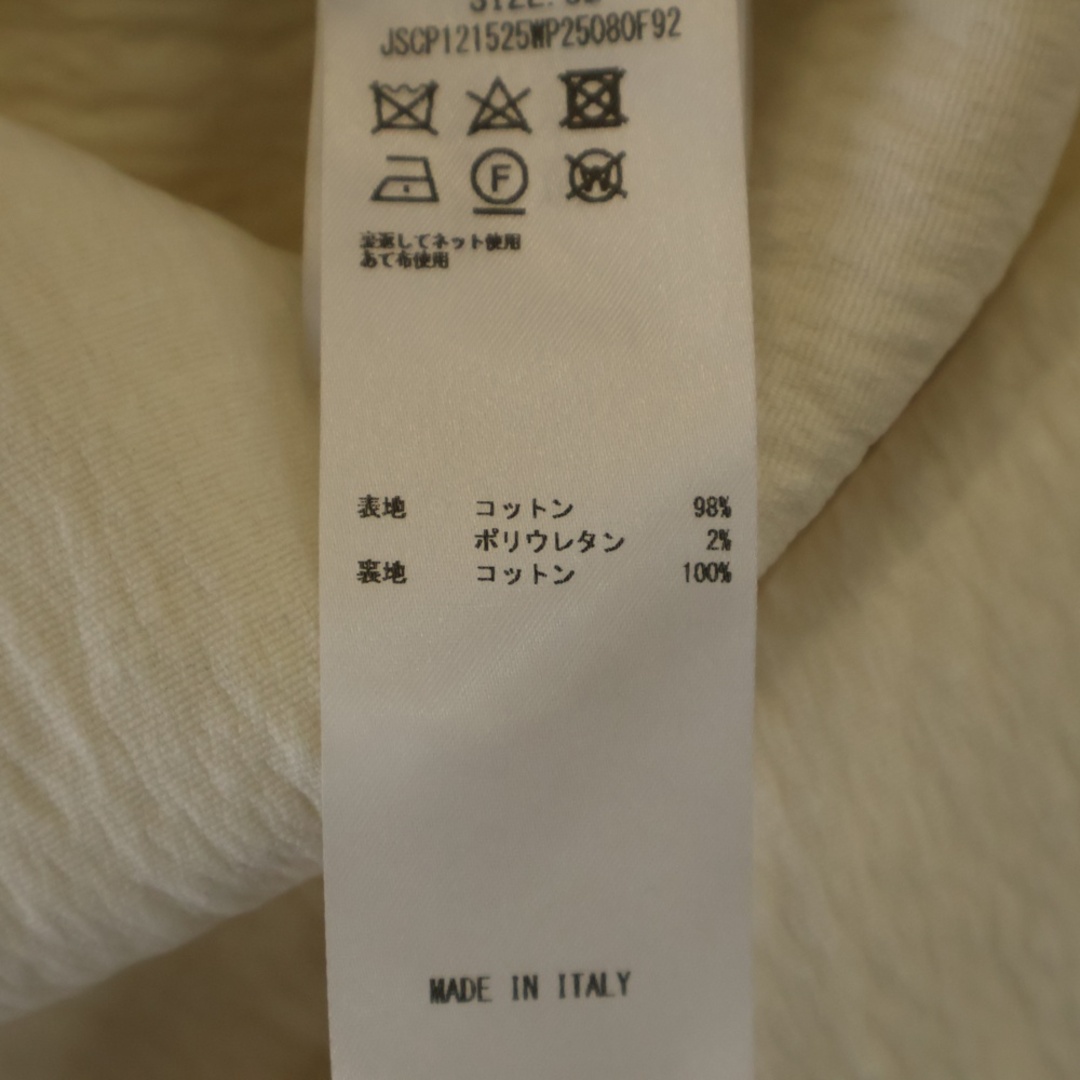 JSCP121525WP25080F92
F
W
裏返してネット使用
あて布使用
表地 コットン 98%
ポリウレタン 2%
裏地 コットン 100%
MADE IN ITALY